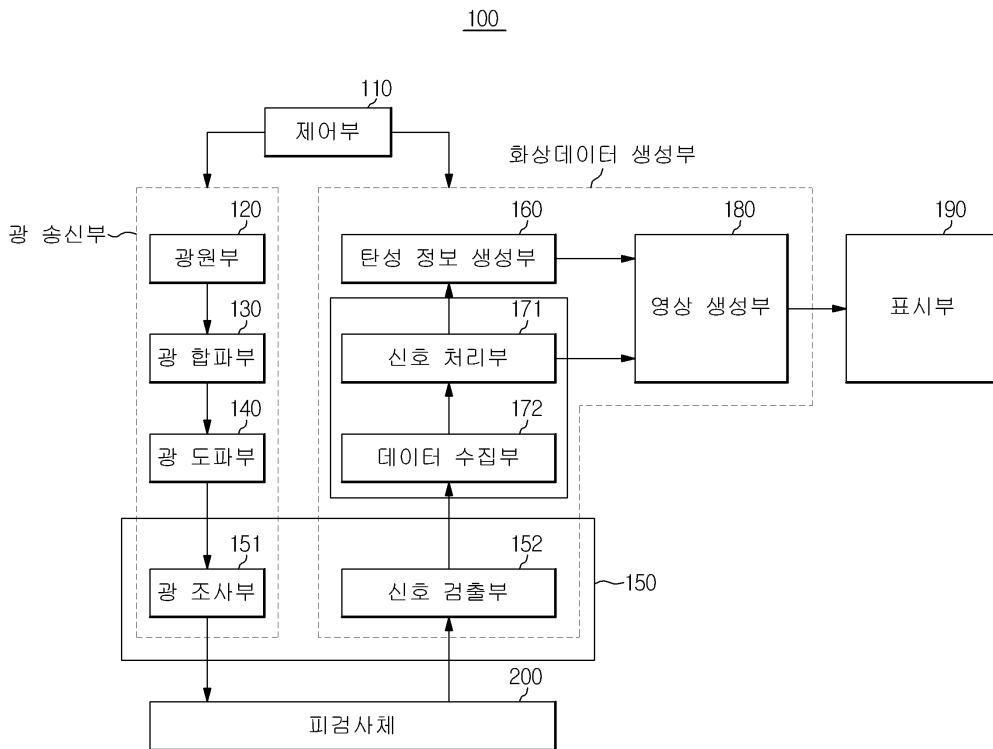 100
110
제어부
화상데이터 생성부
광 송신부
120
광원부
160
탄성 정보 생성부
180
영상 생성부
190
표시부
130
광 합파부
171
신호 처리부
140
광 도파부
172
데이터 수집부
151
광 조사부
152
신호 검출부
150
200
피검사체